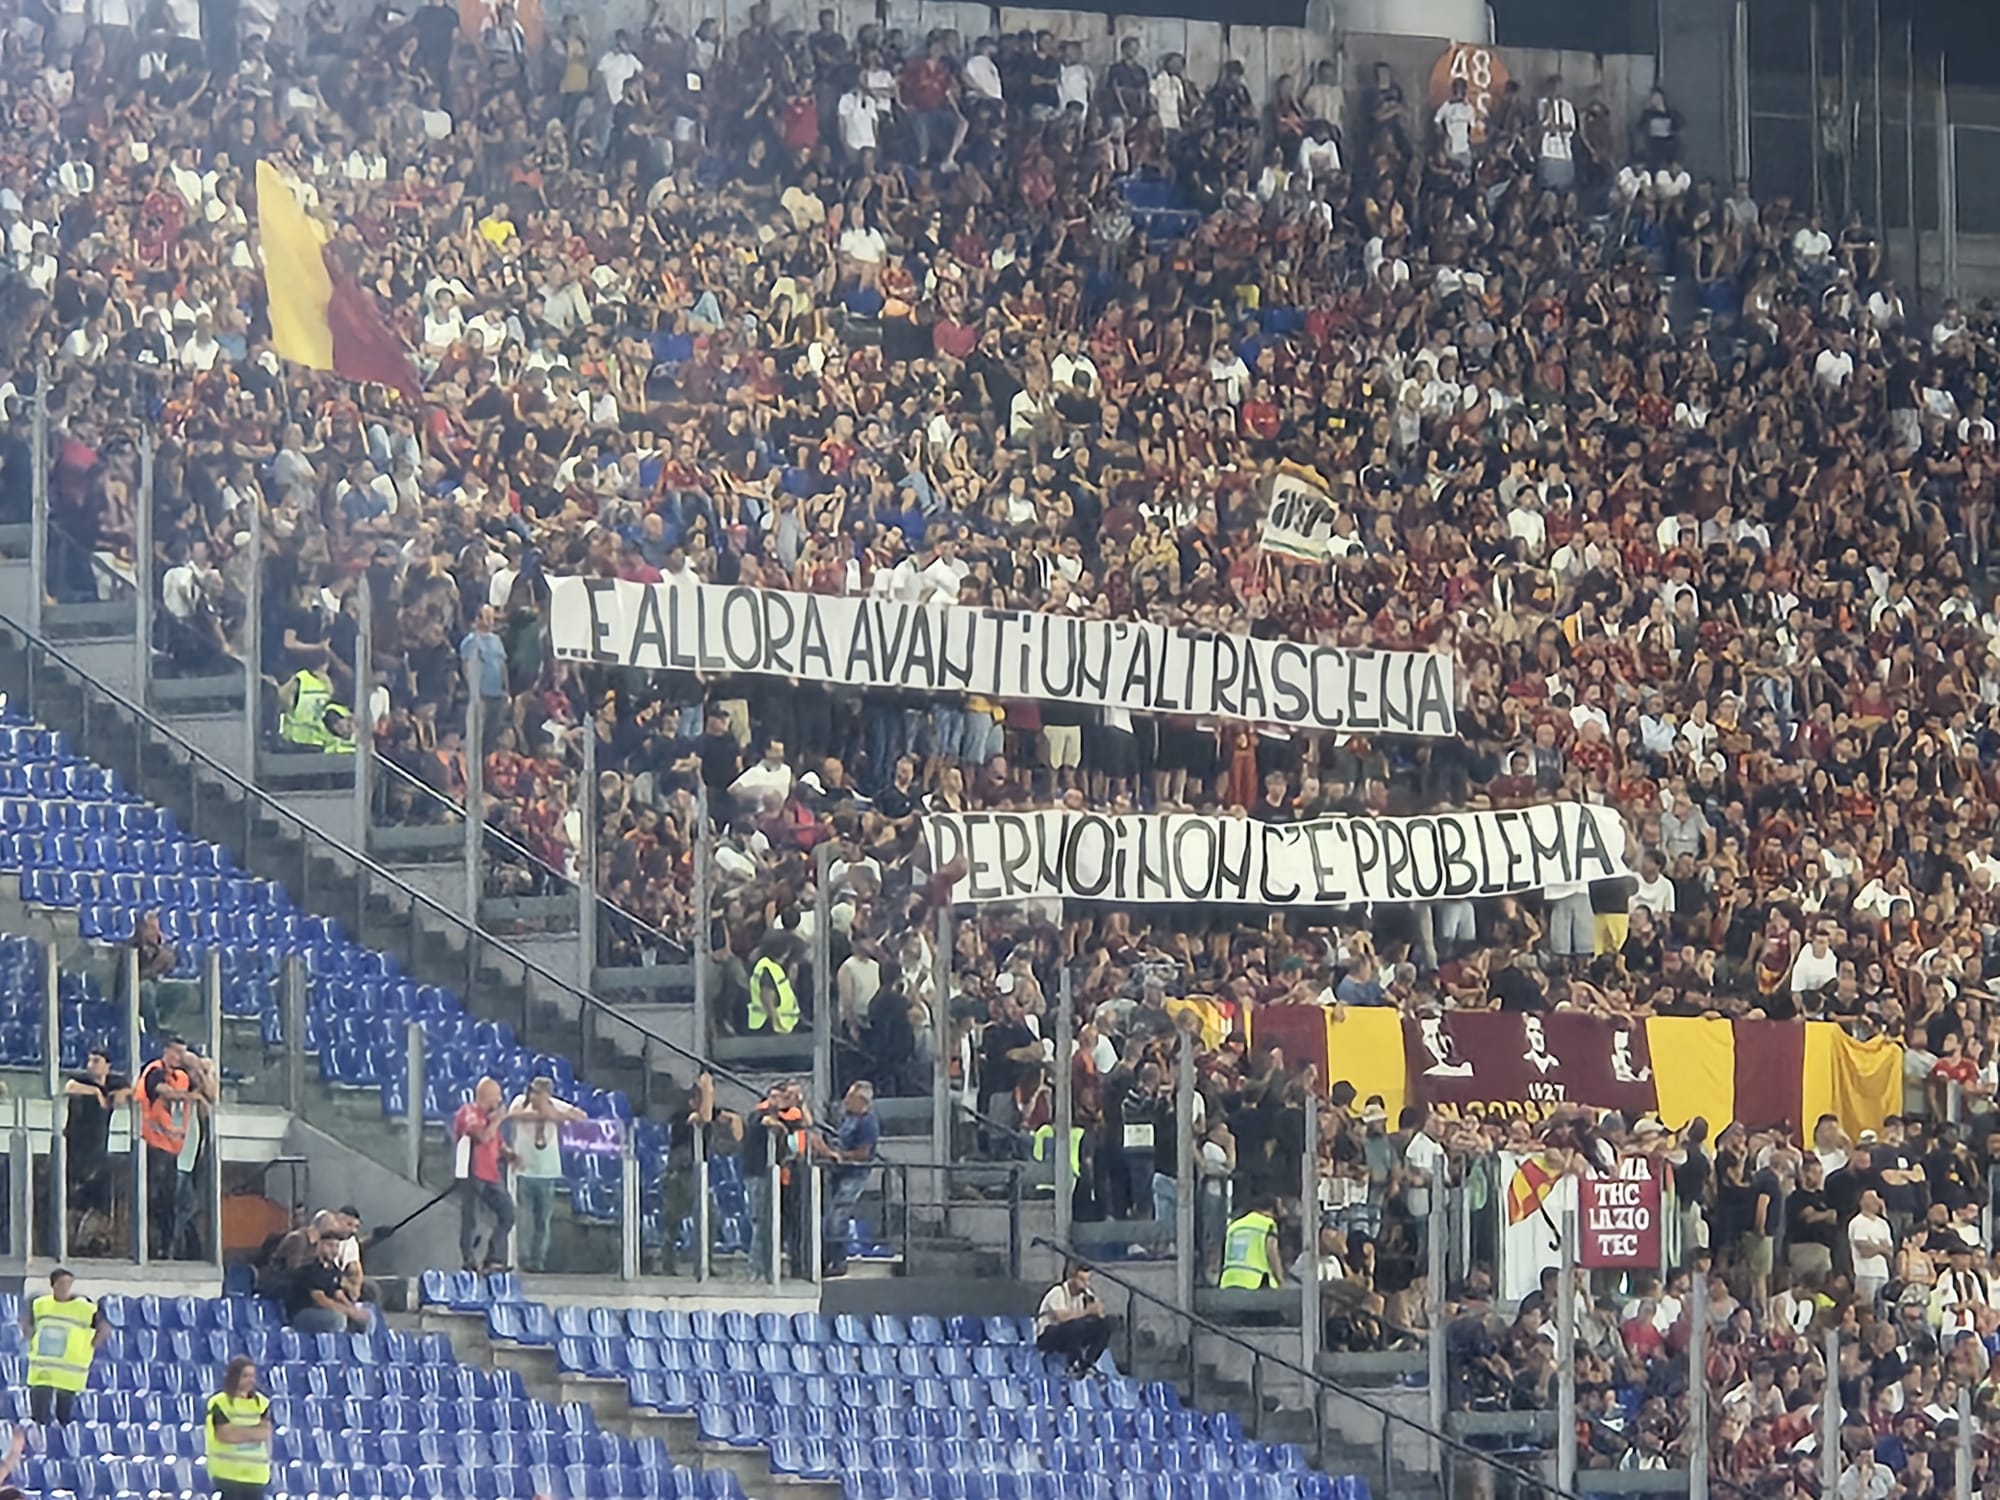 48
...E ALLORA AVANTI UN'ALTRA SCENA
PER NOI NON C'È PROBLEMA
1927
ROMA
THC
LAZIO
TEC